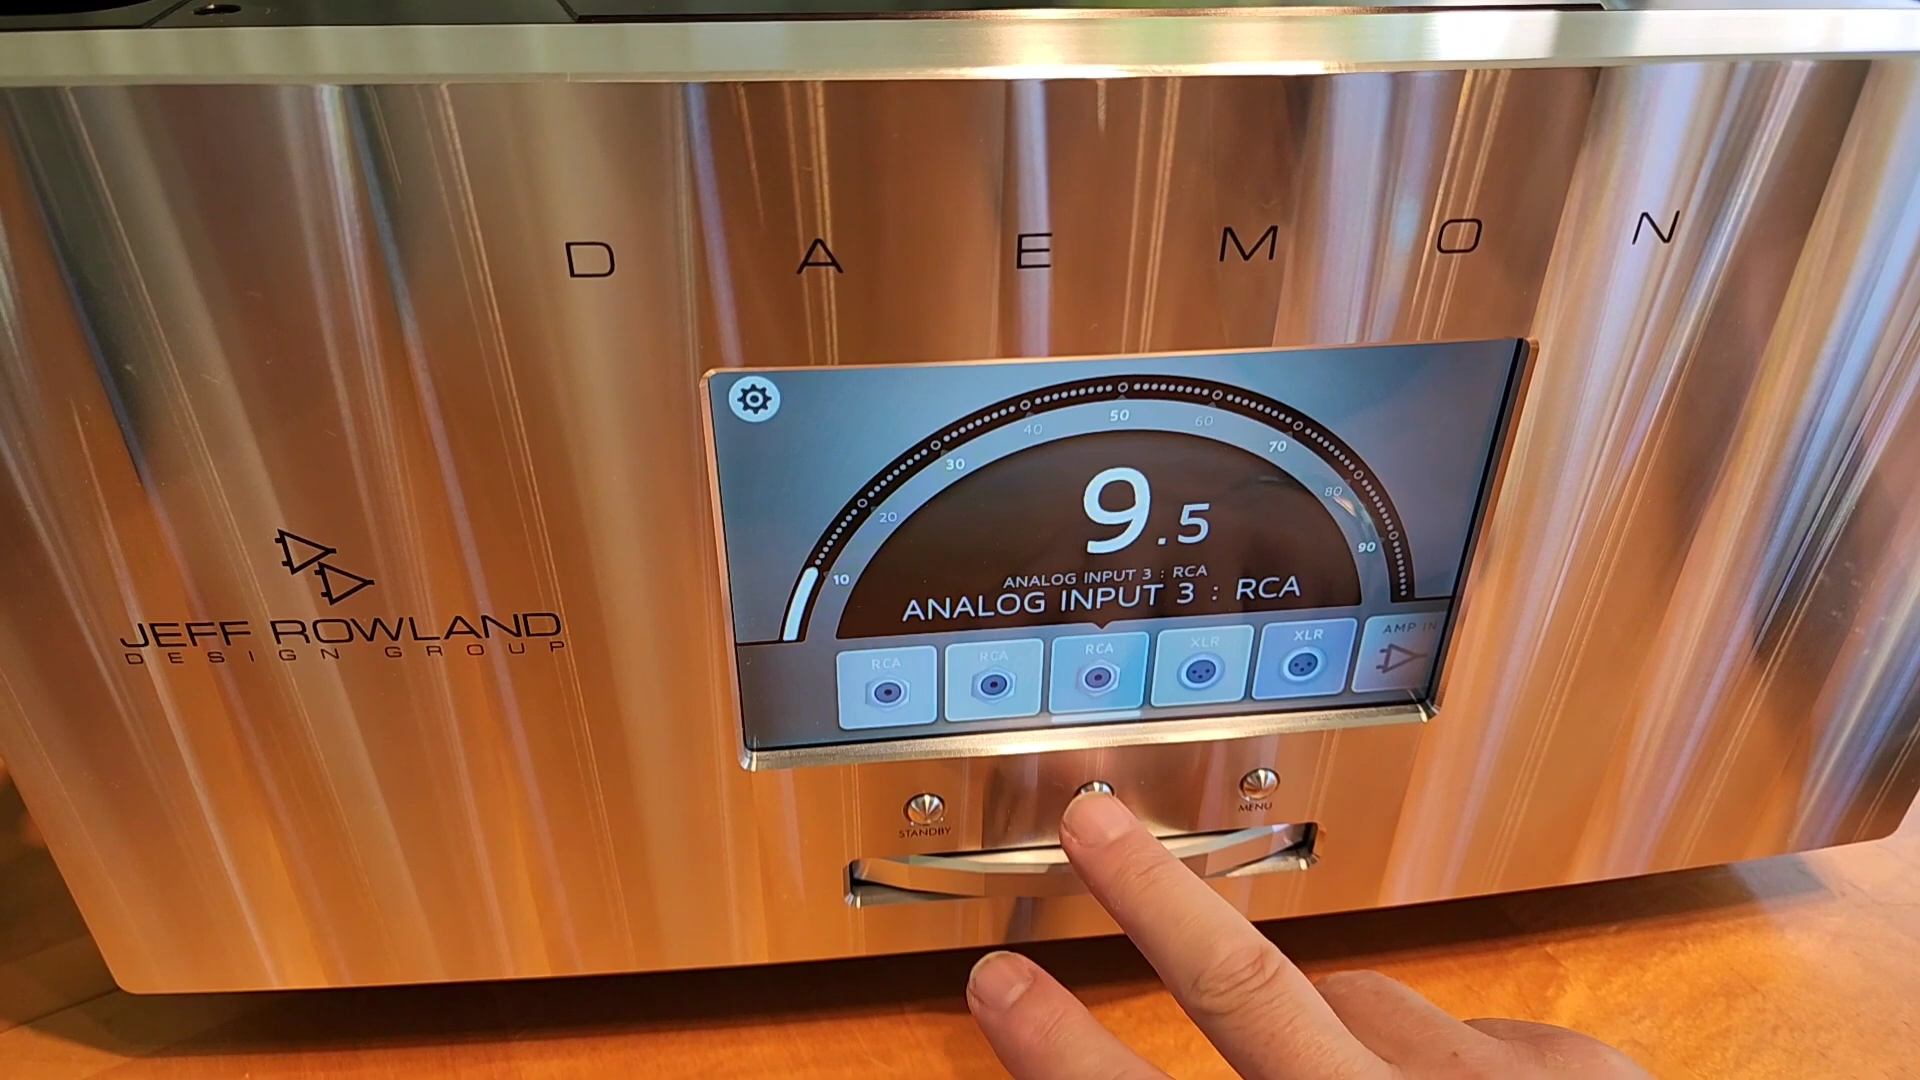 D A E M O N
JEFF ROWLAND
DESIGN GROUP
10
20
30
40
50
60
70
80
90
9.5
ANALOG INPUT 3 : RCA
ANALOG INPUT 3 : RCA
RCA
RCA
RCA
XLR
XLR
AMP IN
STANDBY
MENU